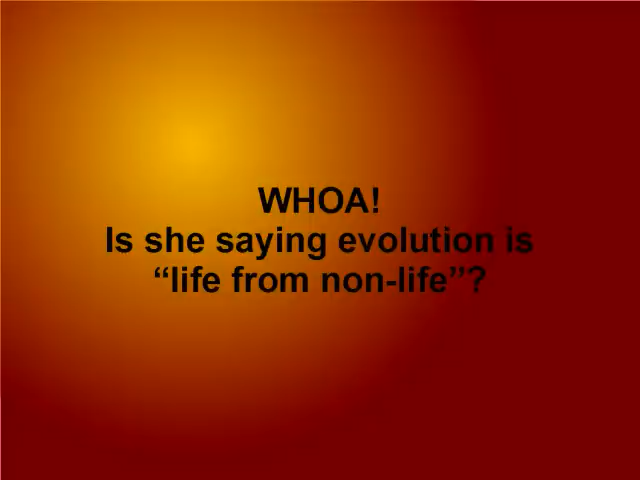 WHOA!
Is she saying evolution is
“life from non-life”?